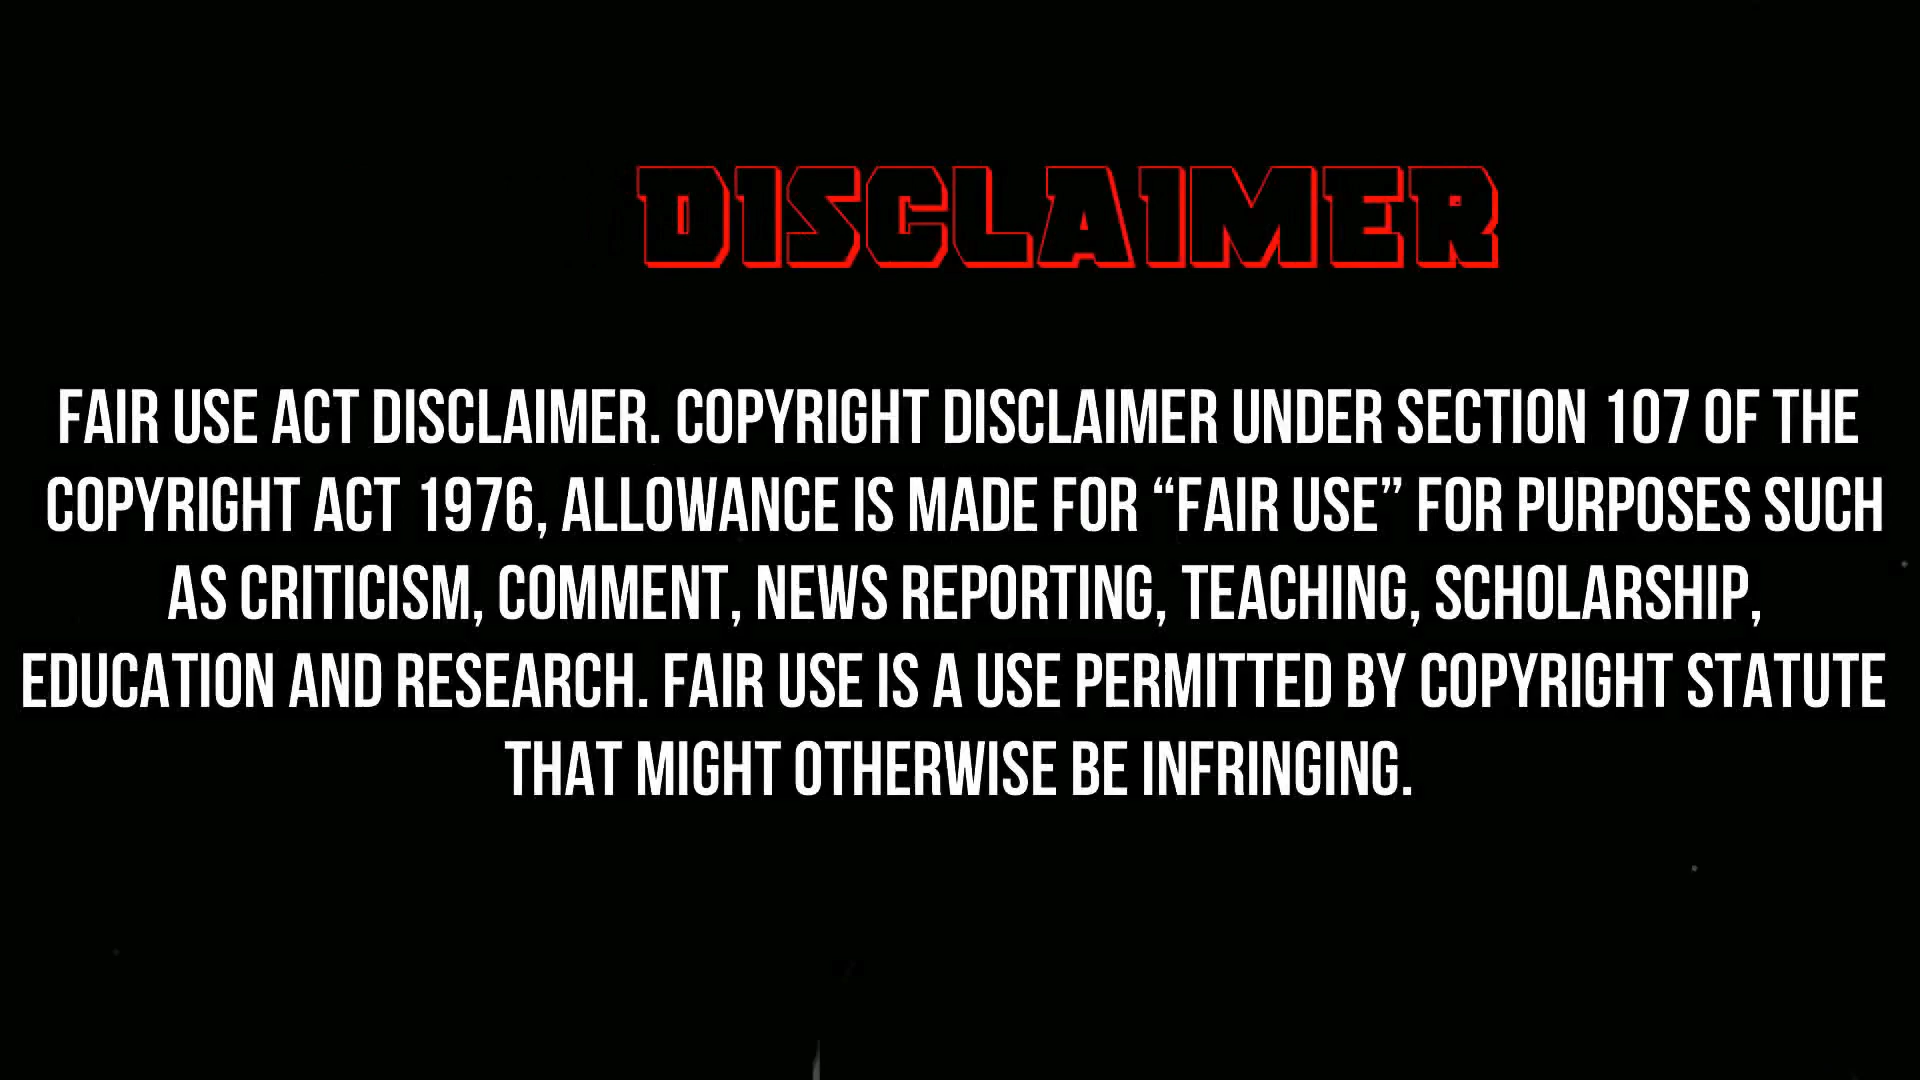 DISCLAIMER
FAIR USE ACT DISCLAIMER. COPYRIGHT DISCLAIMER UNDER SECTION 107 OF THE
COPYRIGHT ACT 1976, ALLOWANCE IS MADE FOR “FAIR USE” FOR PURPOSES SUCH
AS CRITICISM, COMMENT, NEWS REPORTING, TEACHING, SCHOLARSHIP,
EDUCATION AND RESEARCH. FAIR USE IS A USE PERMITTED BY COPYRIGHT STATUTE
THAT MIGHT OTHERWISE BE INFRINGING.